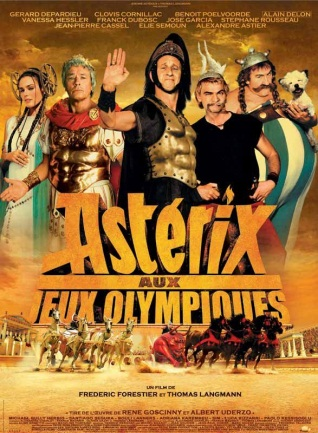 GERARD DEPARDIEU CLOVIS CORNILLAC BENOIT POELVOORDE ALAIN DELON
VANESSA HESSLER FRANCK DUBOSC JOSE GARCIA STEPHANE ROUSSEAU
JEAN-PIERRE CASSEL ELIE SEMOUN ALEXANDRE ASTIER
Astérix
AUX
JEUX OLYMPIQUES
UN FILM DE
FREDERIC FORESTIER ET THOMAS LANGMANN
TIRE DE L'ŒUVRE DE RENE GOSCINNY ET ALBERT UDERZO